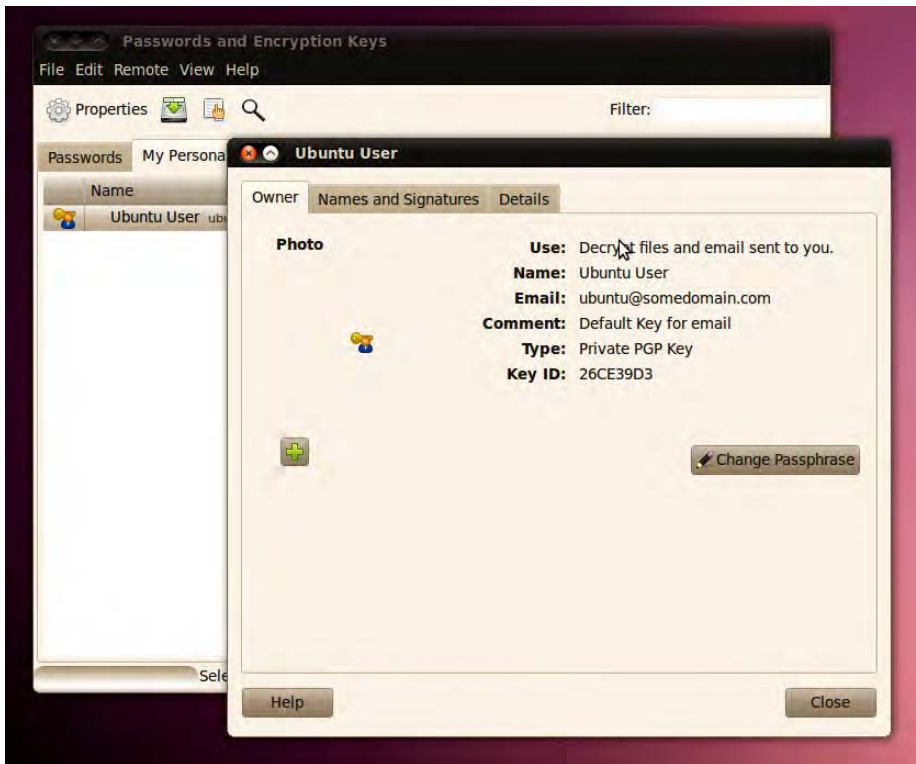 Passwords and Encryption Keys
File Edit Remote View Help
Properties
Filter:
Passwords
My Persona
Name
Ubuntu User ubu
Sele
Ubuntu User
Owner
Names and Signatures
Details
Photo
Use: Decrypt files and email sent to you.
Name: Ubuntu User
Email: ubuntu@somedomain.com
Comment: Default Key for email
Type: Private PGP Key
Key ID: 26CE39D3
Change Passphrase
Help
Close